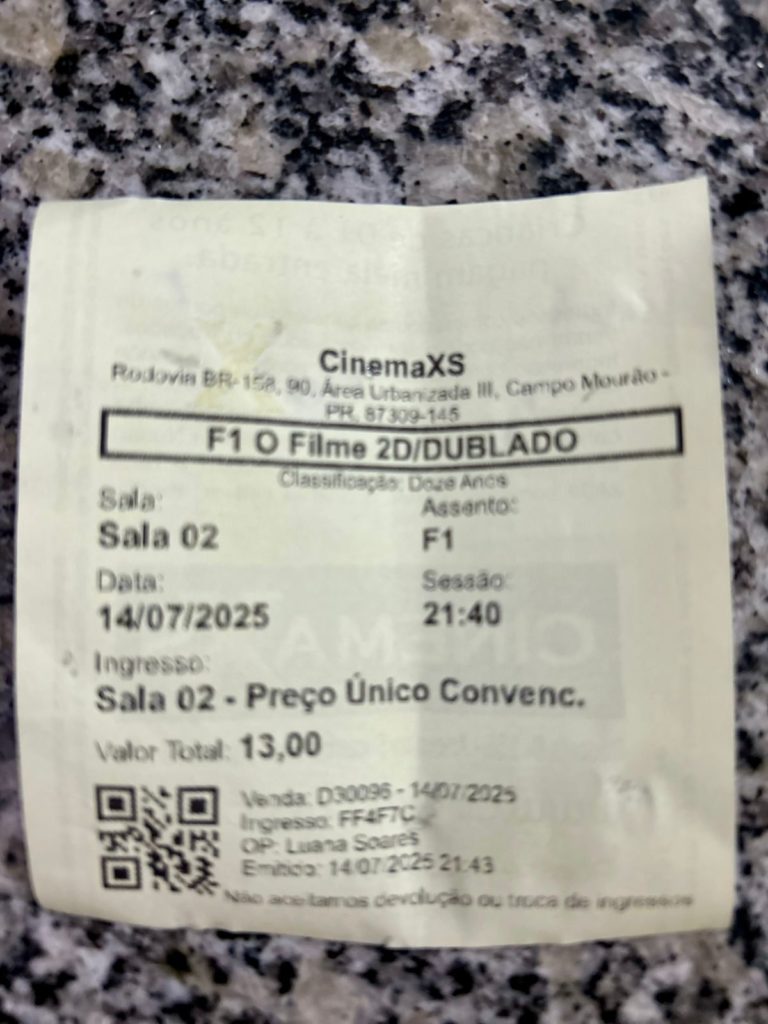 CinemaXS
Rodovia BR-158, 90, Área Urbanizada III, Campo Mourão -
PR, 87309-145
F1 O Filme 2D/DUBLADO
Classificação: Doze Anos
Sala: Assento:
Sala 02 F1
Data: Sessão:
14/07/2025 21:40
Ingresso:
Sala 02 - Preço Único Convenc.
Valor Total: 13,00
Venda: D30096 - 14/07/2025
Ingresso: FF4F7C
OP: Luana Soares
Emitido: 14/07/2025 21:43
Não aceitamos devolução ou troca de ingressos